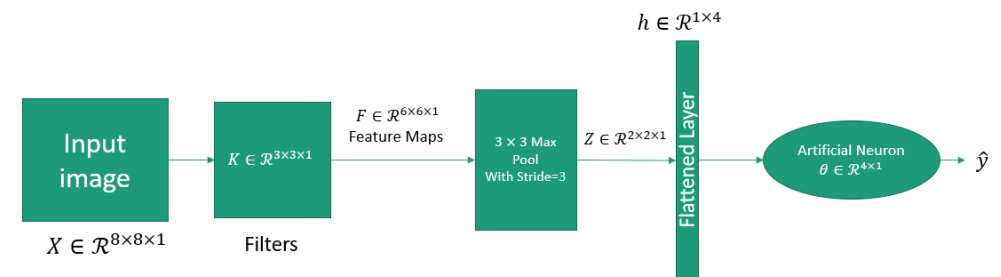 Input
image
X ∈ ℛ^{8×8×1}
K ∈ ℛ^{3×3×1}
Filters
F ∈ ℛ^{6×6×1}
Feature Maps
3 × 3 Max
Pool
With Stride=3
Z ∈ ℛ^{2×2×1}
h ∈ ℛ^{1×4}
Flattened Layer
Artificial Neuron
θ ∈ ℛ^{4×1}
ŷ